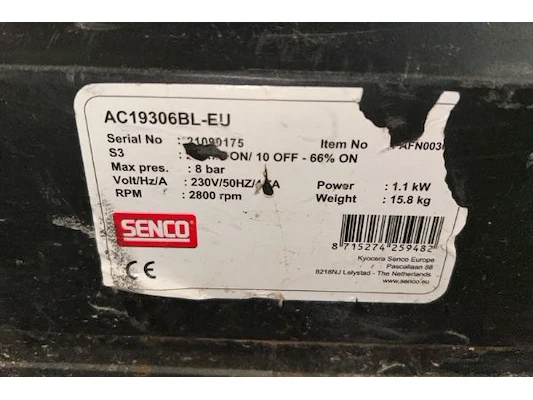 AC19306BL-EU
Serial No : 21090175 Item No AFN003
S3 : ON/ 10 OFF - 66% ON
Max pres. : 8 bar
Volt/Hz/A : 230V/50HZ/ A Power : 1.1 kW
RPM : 2800 rpm Weight : 15.8 kg
SENCO
CE
8 715274 259482
Kyocera Senco Europe
Pascallaan 88
8218NJ Lelystad - The Netherlands
www.senco.eu